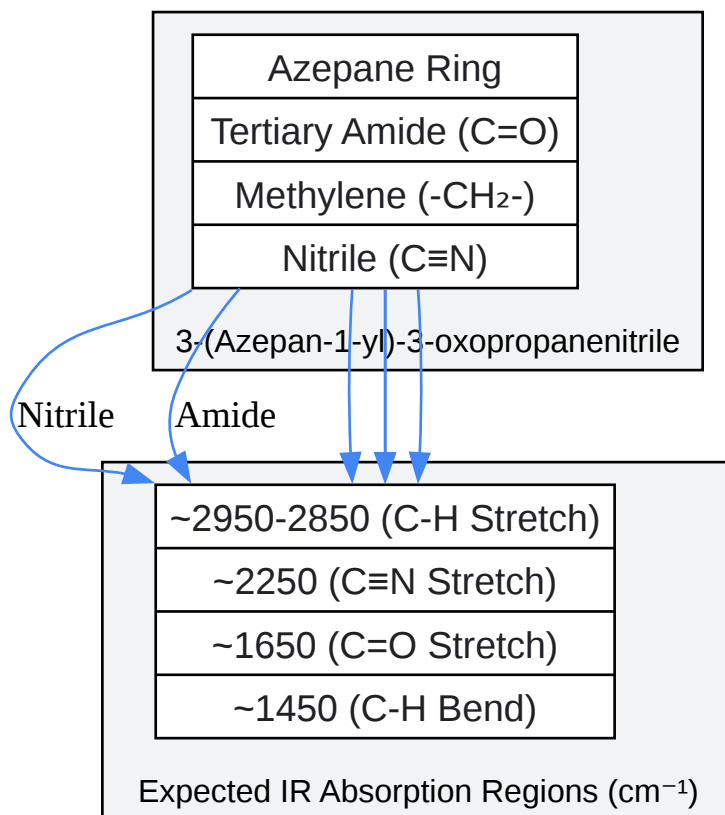 Azepane Ring
Tertiary Amide (C=O)
Methylene (-CH₂-)
Nitrile (C≡N)
3-(Azepan-1-yl)-3-oxopropanenitrile
Nitrile
Amide
~2950-2850 (C-H Stretch)
~2250 (C≡N Stretch)
~1650 (C=O Stretch)
~1450 (C-H Bend)
Expected IR Absorption Regions (cm⁻¹)